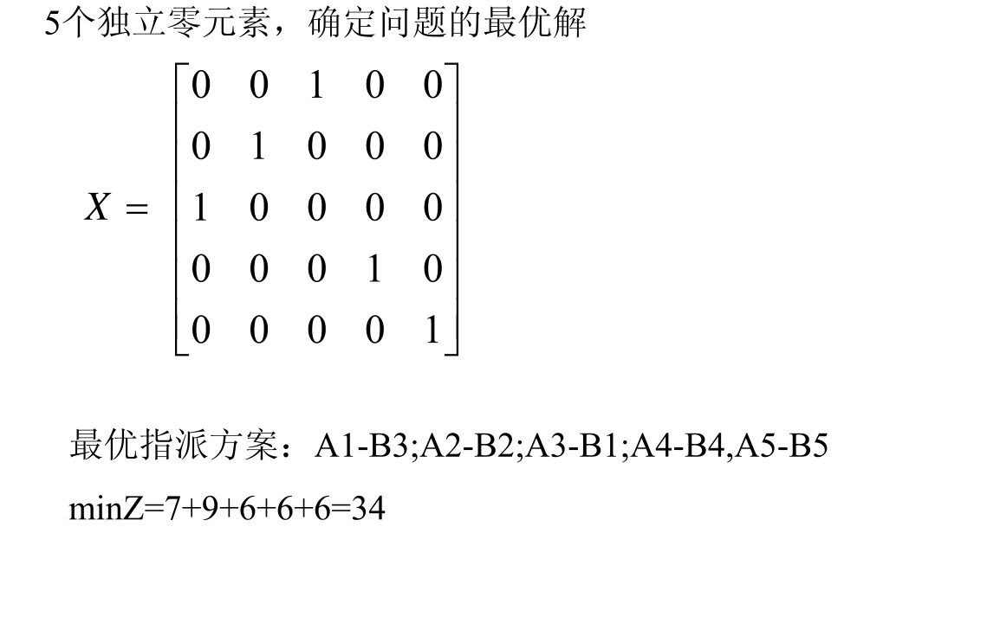 5个独立零元素，确定问题的最优解
0 0 1 0 0
0 1 0 0 0
X = 1 0 0 0 0
0 0 0 1 0
0 0 0 0 1
最优指派方案：A1-B3;A2-B2;A3-B1;A4-B4,A5-B5
minZ=7+9+6+6+6=34